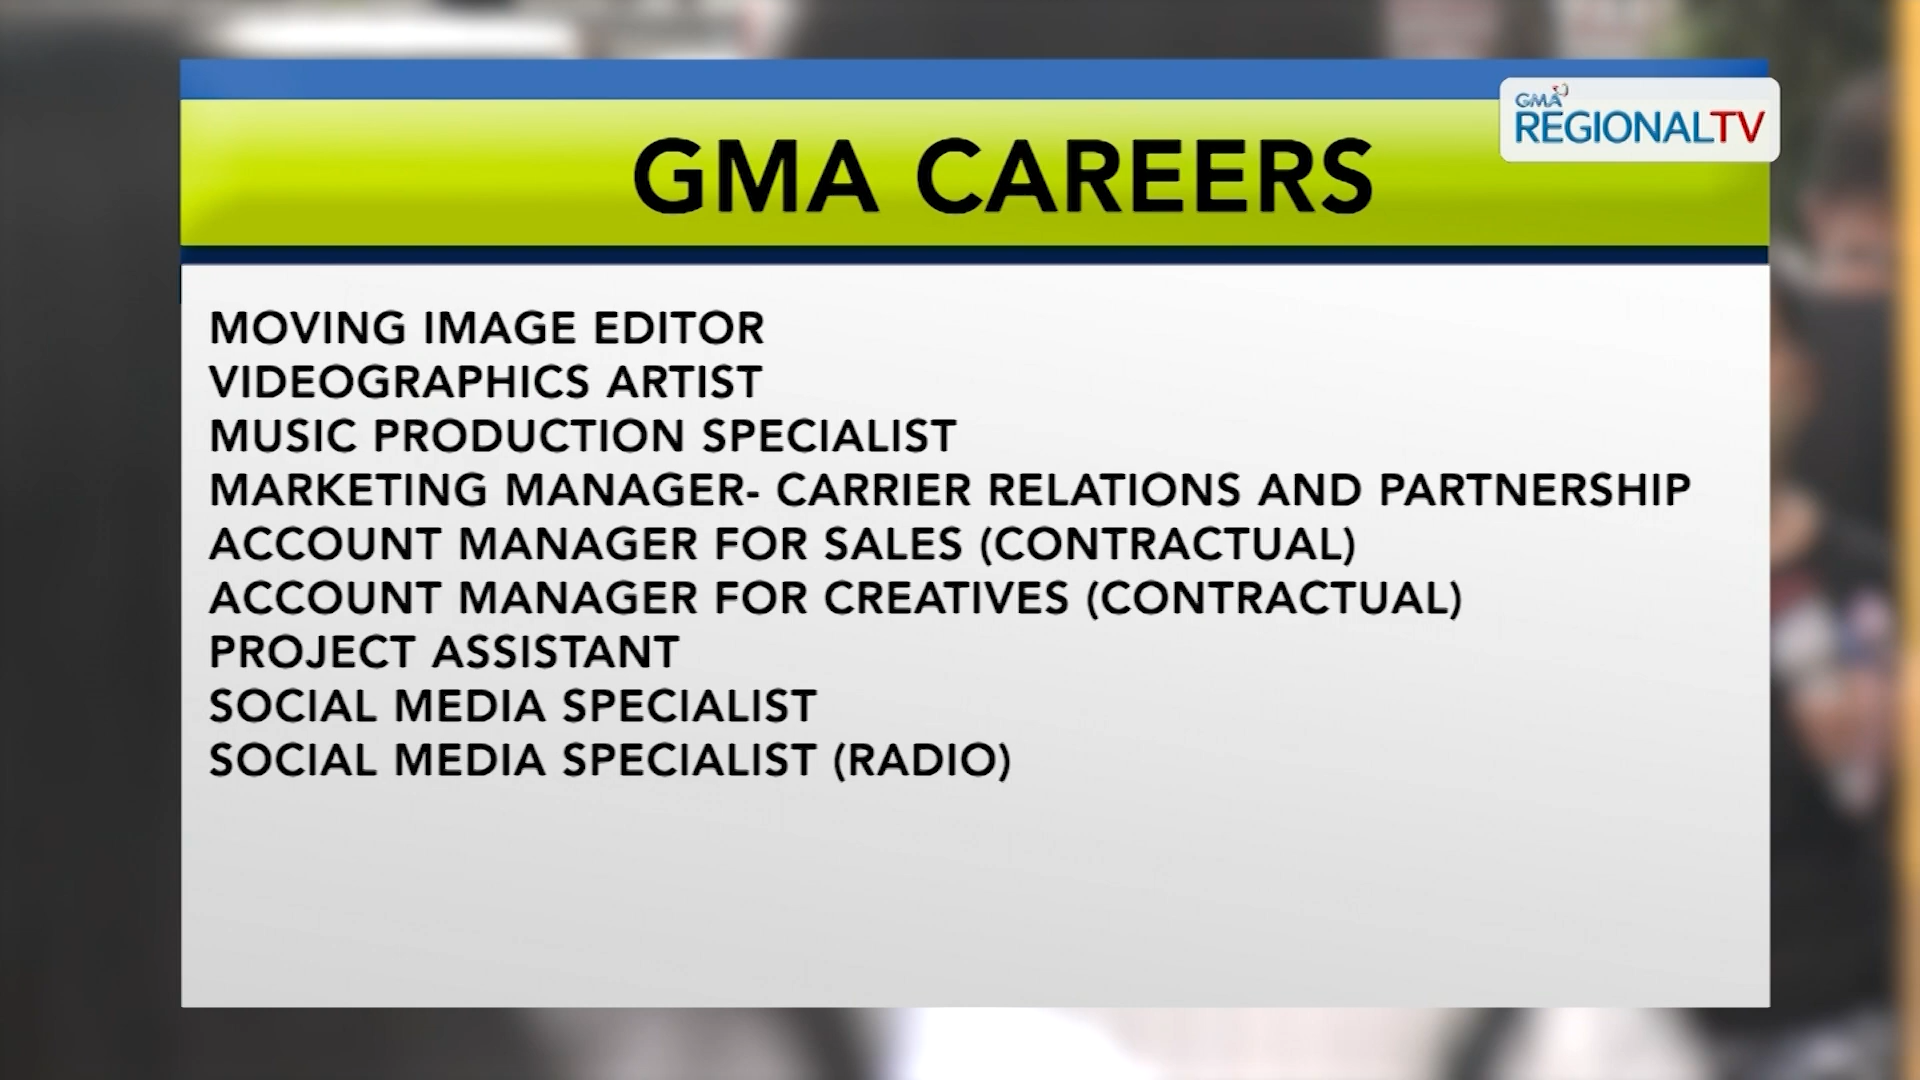 GMA
REGIONALTV
GMA CAREERS
MOVING IMAGE EDITOR
VIDEOGRAPHICS ARTIST
MUSIC PRODUCTION SPECIALIST
MARKETING MANAGER- CARRIER RELATIONS AND PARTNERSHIP
ACCOUNT MANAGER FOR SALES (CONTRACTUAL)
ACCOUNT MANAGER FOR CREATIVES (CONTRACTUAL)
PROJECT ASSISTANT
SOCIAL MEDIA SPECIALIST
SOCIAL MEDIA SPECIALIST (RADIO)